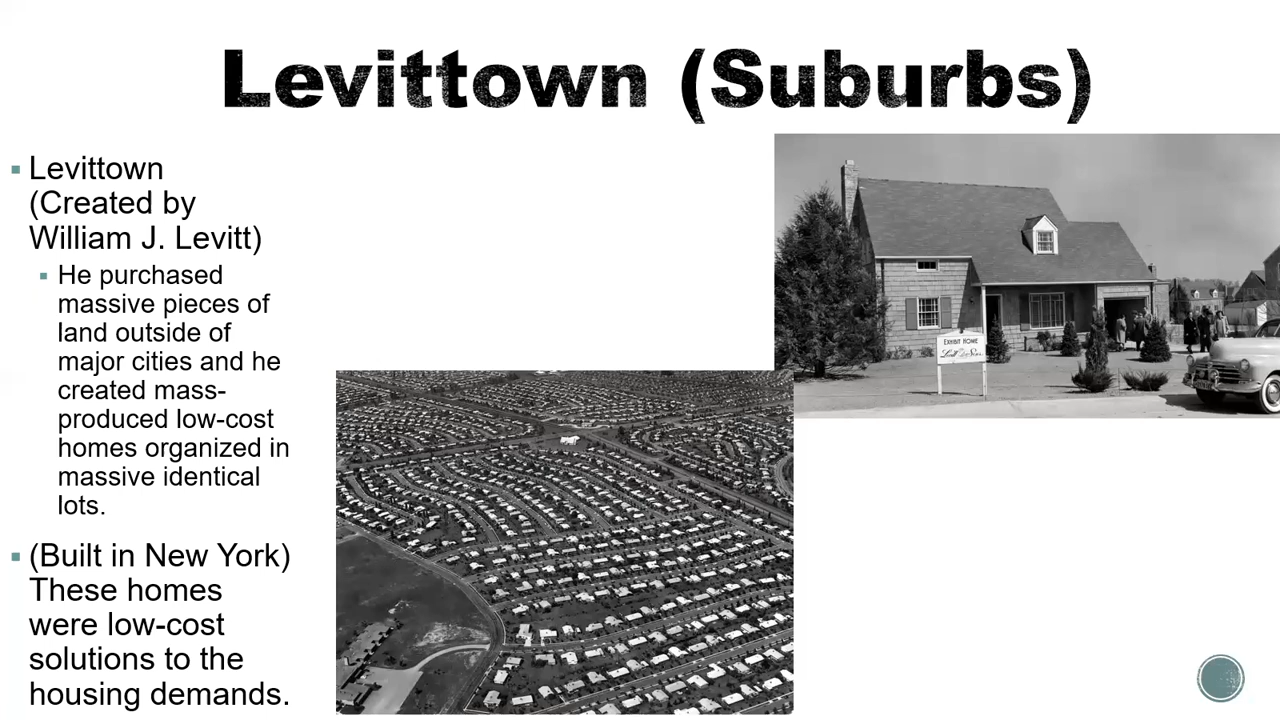 Levittown (Suburbs)
Levittown
(Created by
William J. Levitt)
He purchased
massive pieces of
land outside of
major cities and he
created mass-
produced low-cost
homes organized in
massive identical
lots.
(Built in New York)
These homes
were low-cost
solutions to the
housing demands.
EXHIBIT HOME